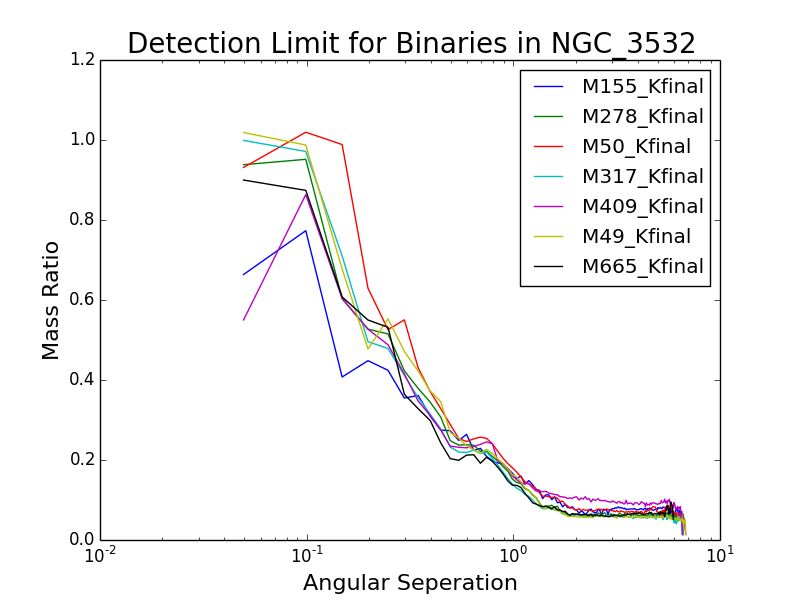 Detection Limit for Binaries in NGC_3532
1.2
1.0
0.8
0.6
0.4
0.2
0.0
Mass Ratio
M155_Kfinal
M278_Kfinal
M50_Kfinal
M317_Kfinal
M409_Kfinal
M49_Kfinal
M665_Kfinal
10⁻² 10⁻¹ 10⁰ 10¹
Angular Seperation